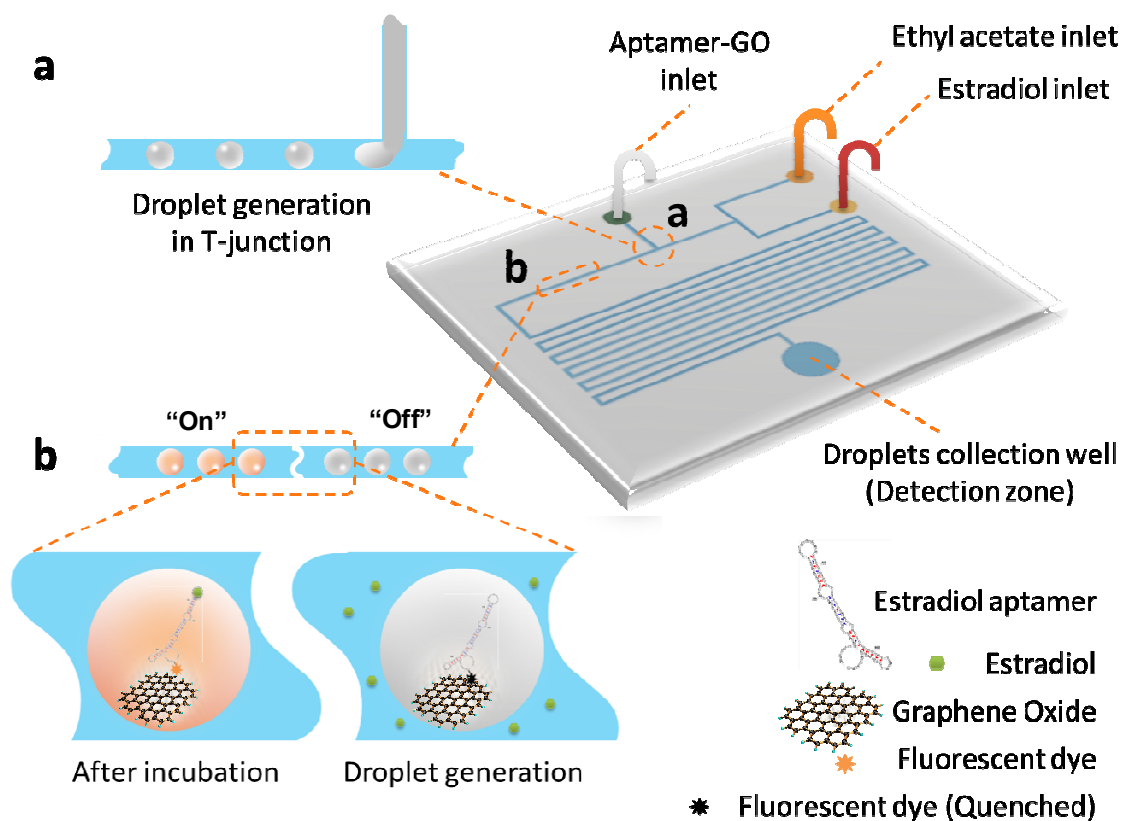 a
Aptamer-GO
inlet
Ethyl acetate inlet
Estradiol inlet
Droplet generation
in T-junction
a
b
“On”
“Off”
b
Droplets collection well
(Detection zone)
After incubation
Droplet generation
Estradiol aptamer
Estradiol
Graphene Oxide
Fluorescent dye
Fluorescent dye (Quenched)